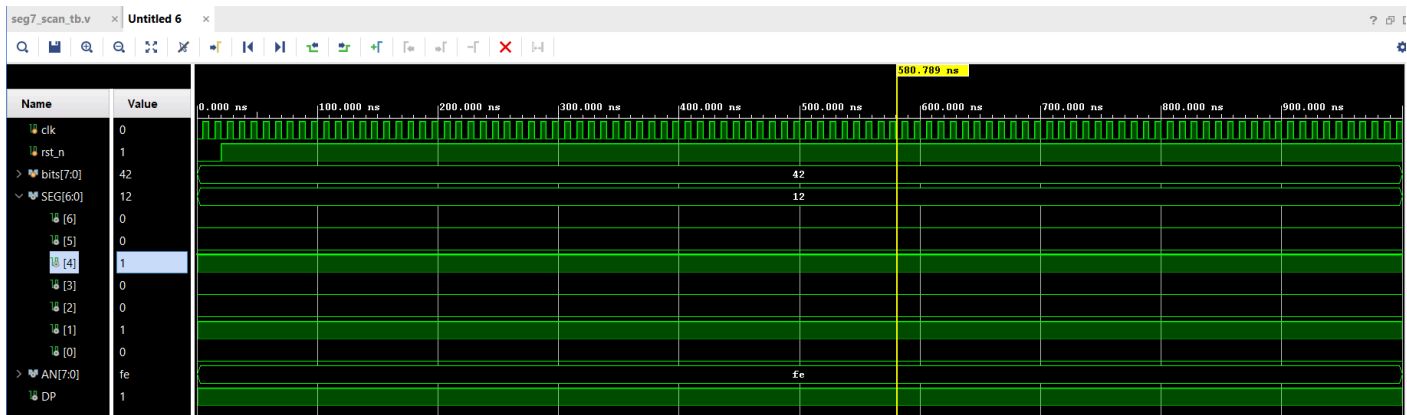 seg7_scan_tb.v × Untitled 6 ×
?
580.789 ns
Name Value 0.000 ns 100.000 ns 200.000 ns 300.000 ns 400.000 ns 500.000 ns 600.000 ns 700.000 ns 800.000 ns 900.000 ns
clk 0
rst_n 1
> bits[7:0] 42 42
SEG[6:0] 12 12
[6] 0
[5] 0
[4] 1
[3] 0
[2] 0
[1] 1
[0] 0
> AN[7:0] fe fe
DP 1